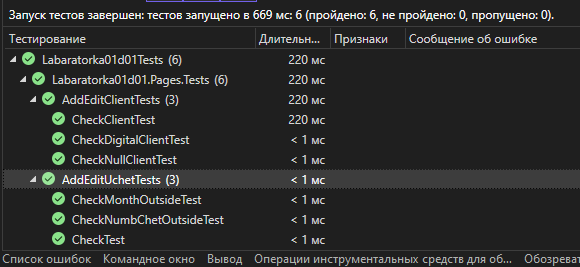 Запуск тестов завершен: тестов запущено в 669 мс: 6 (пройдено: 6, не пройдено: 0, пропущено: 0).
Тестирование Длительн... Признаки Сообщение об ошибке
Labaratorka01d01Tests (6) 220 мс
Labaratorka01d01.Pages.Tests (6) 220 мс
AddEditClientTests (3) 220 мс
CheckClientTest 220 мс
CheckDigitalClientTest < 1 мс
CheckNullClientTest < 1 мс
AddEditUchetTests (3) < 1 мс
CheckMonthOutsideTest < 1 мс
CheckNumbChetOutsideTest < 1 мс
CheckTest < 1 мс
Список ошибок Командное окно Вывод Операции инструментальных средств для об... Обозреват